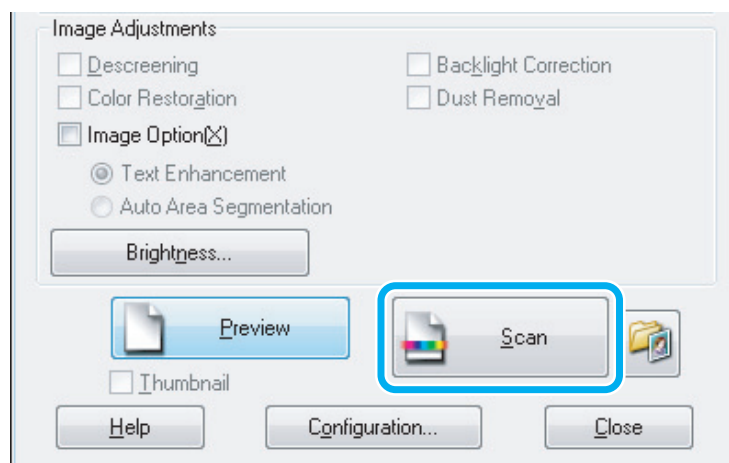 Image Adjustments
Descreening Backlight Correction
Color Restoration Dust Removal
Image Option(X)
Text Enhancement
Auto Area Segmentation
Brightness...
Preview Scan
Thumbnail
Help Configuration... Close